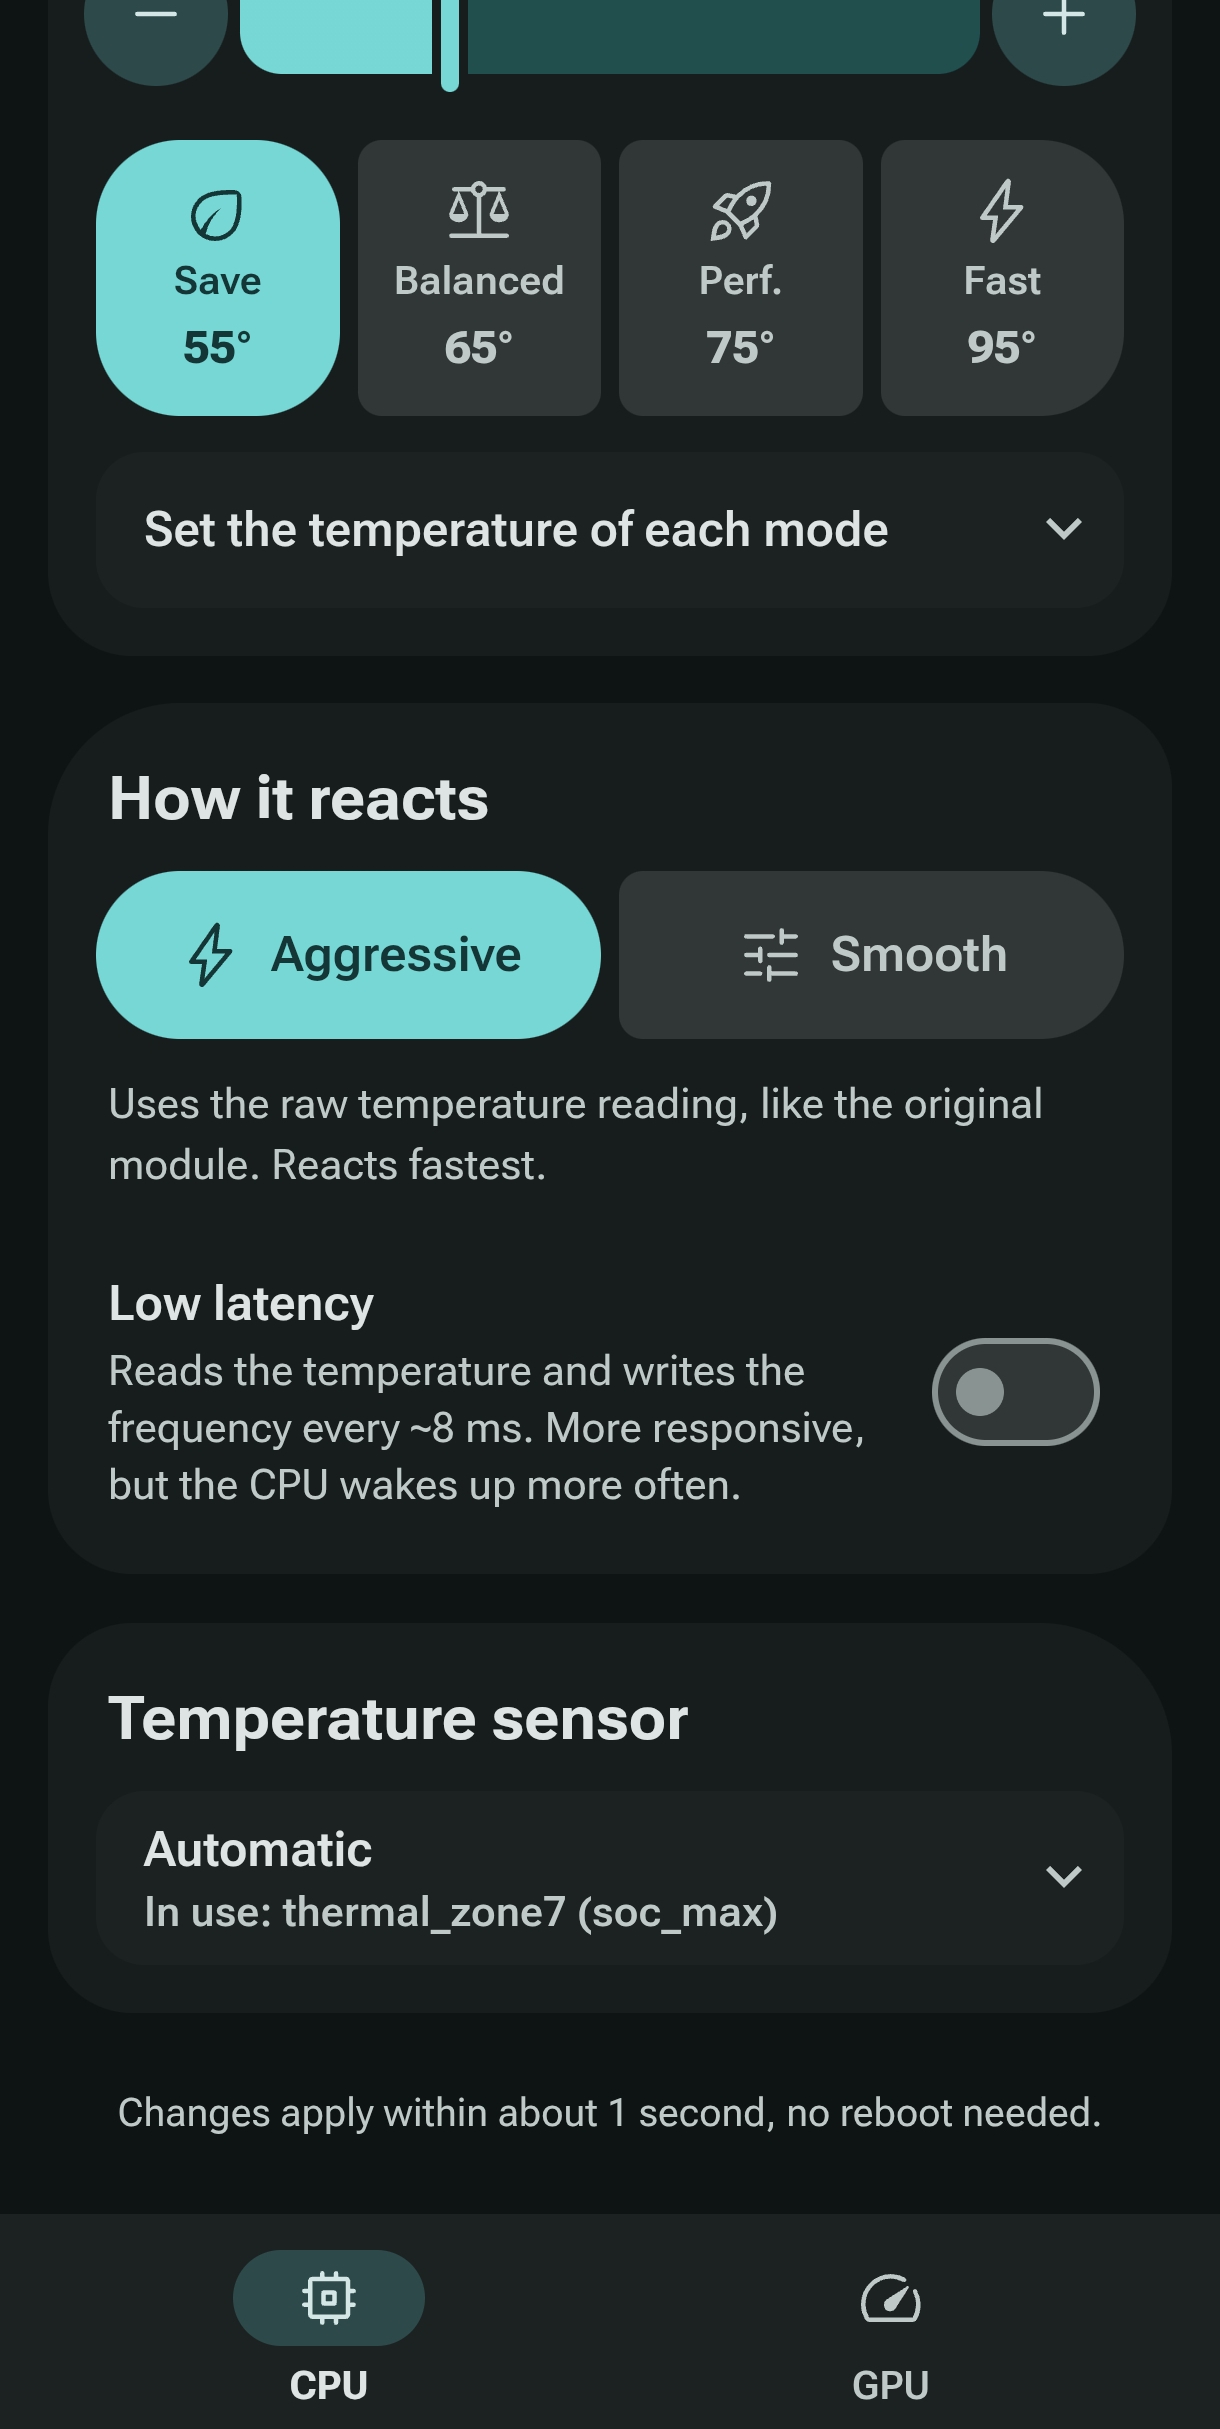 Save
55°
Balanced
65°
Perf.
75°
Fast
95°
Set the temperature of each mode
How it reacts
Aggressive
Smooth
Uses the raw temperature reading, like the original
module. Reacts fastest.
Low latency
Reads the temperature and writes the
frequency every ~8 ms. More responsive,
but the CPU wakes up more often.
Temperature sensor
Automatic
In use: thermal_zone7 (soc_max)
Changes apply within about 1 second, no reboot needed.
CPU
GPU